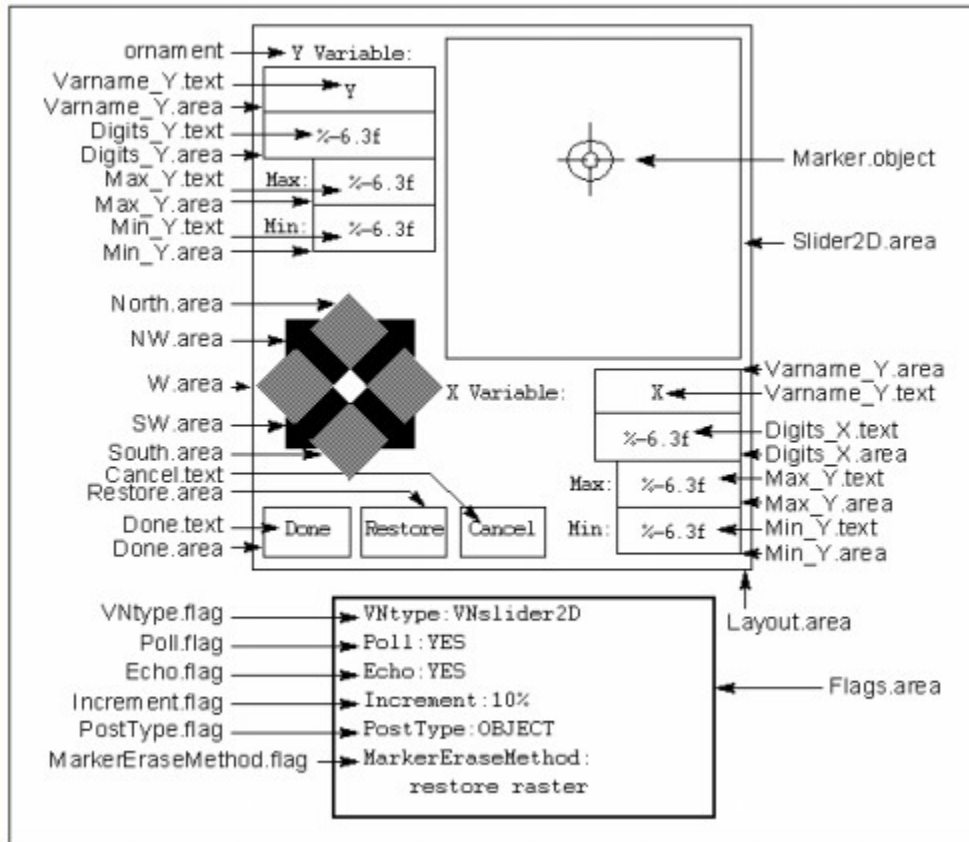 ornament
Y Variable:
Varname_Y.text
Y
Varname_Y.area
Digits_Y.text
%-6.3f
Digits_Y.area
Max_Y.text
Max:
%-6.3f
Max_Y.area
Min_Y.text
Min:
%-6.3f
Min_Y.area
Marker.object
Slider2D.area
North.area
NW.area
W.area
SW.area
South.area
Cancel.text
Restore.area
Done.text
Done.area
Done
Restore
Cancel
X Variable:
X
Varname_Y.area
Varname_Y.text
%-6.3f
Digits_X.text
Digits_X.area
Max:
%-6.3f
Max_Y.text
Max_Y.area
Min:
%-6.3f
Min_Y.text
Min_Y.area
Layout.area
VNtype.flag
VNtype:VNslider2D
Poll.flag
Poll:YES
Echo.flag
Echo:YES
Increment.flag
Increment:10%
PostType.flag
PostType:OBJECT
MarkerEraseMethod.flag
MarkerEraseMethod:
restore raster
Flags.area